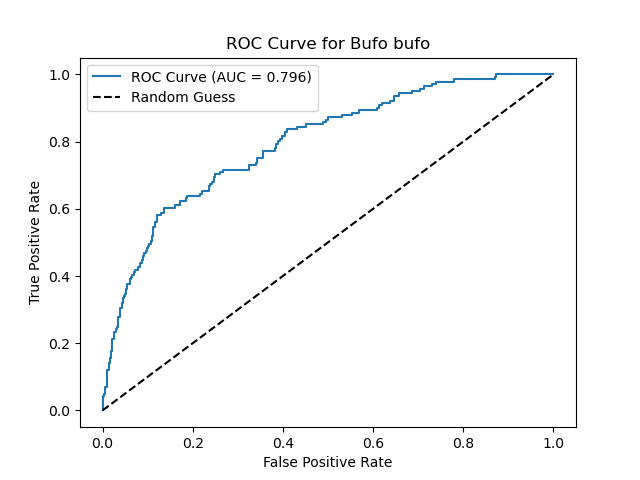 ROC Curve for Bufo bufo
ROC Curve (AUC = 0.796)
Random Guess
True Positive Rate
1.0
0.8
0.6
0.4
0.2
0.0
0.0 0.2 0.4 0.6 0.8 1.0
False Positive Rate